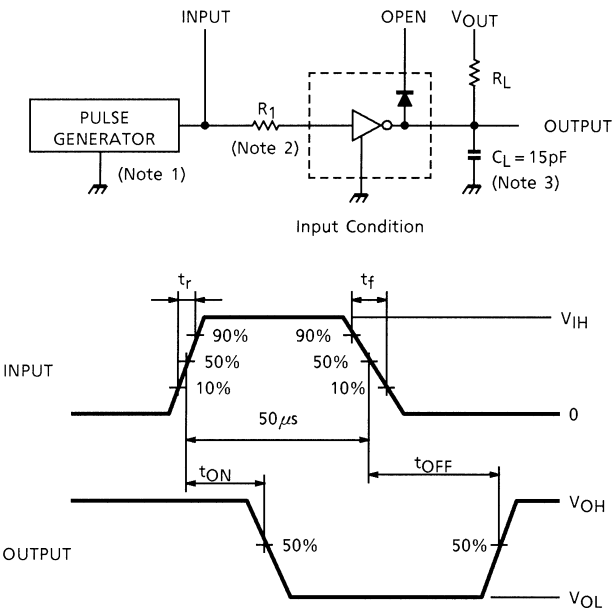 INPUT
OPEN
VOUT
PULSE
GENERATOR
R1
RL
OUTPUT
(Note 1)
(Note 2)
CL = 15pF
(Note 3)
Input Condition
tr
tf
VIH
90%
90%
50%
50%
INPUT
10%
10%
0
50μs
tON
tOFF
VOH
OUTPUT
50%
50%
VOL